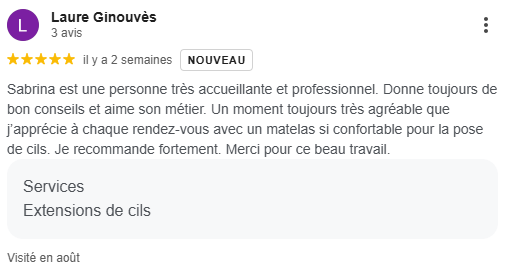 L
Laure Ginouvès
3 avis
il y a 2 semaines NOUVEAU
Sabrina est une personne très accueillante et professionnel. Donne toujours de
bon conseils et aime son métier. Un moment toujours très agréable que
j'apprécie à chaque rendez-vous avec un matelas si confortable pour la pose
de cils. Je recommande fortement. Merci pour ce beau travail.
Services
Extensions de cils
Visité en août